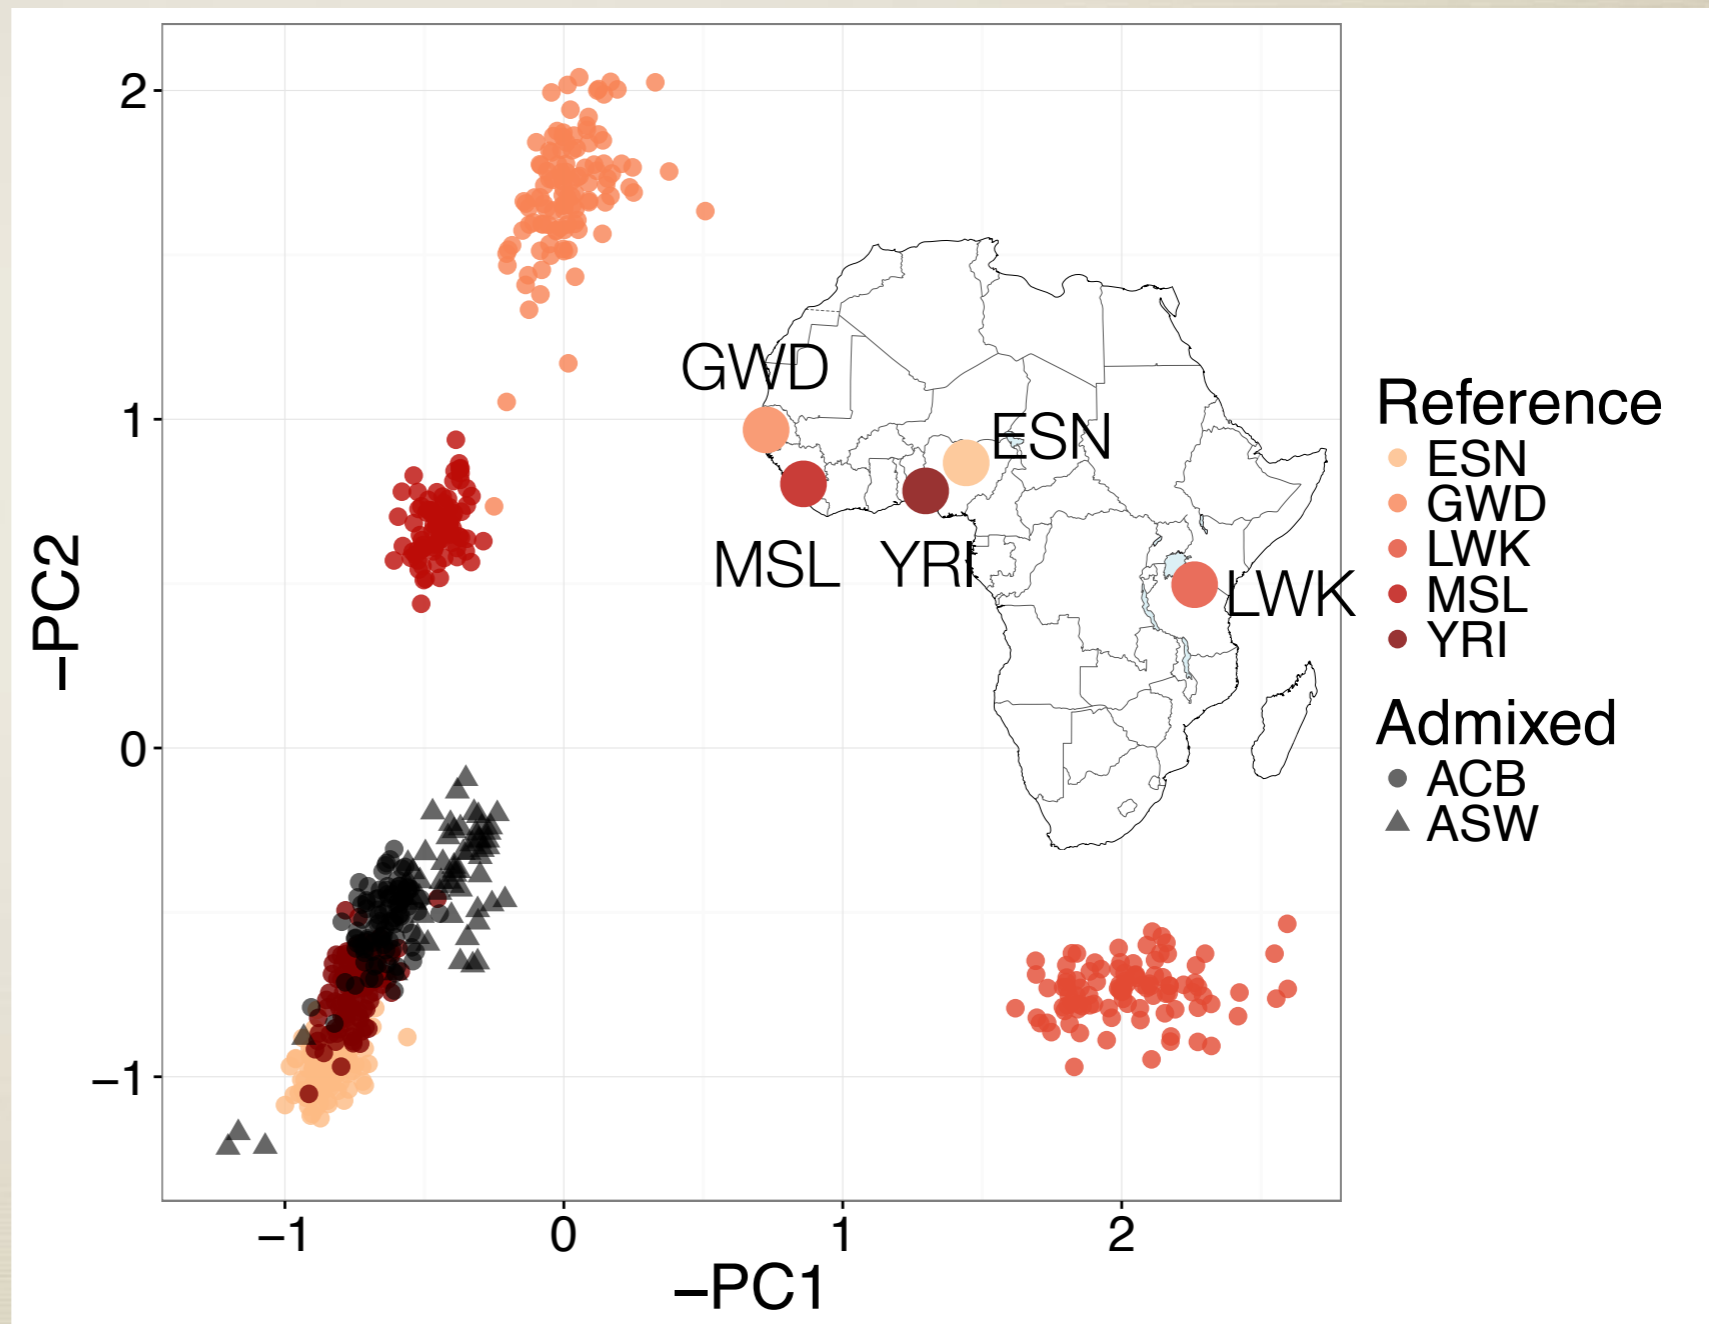 2
1
0
−1
−1
0
1
2
−PC2
−PC1
GWD
ESN
MSL
YRI
LWK
Reference
ESN
GWD
LWK
MSL
YRI
Admixed
ACB
ASW